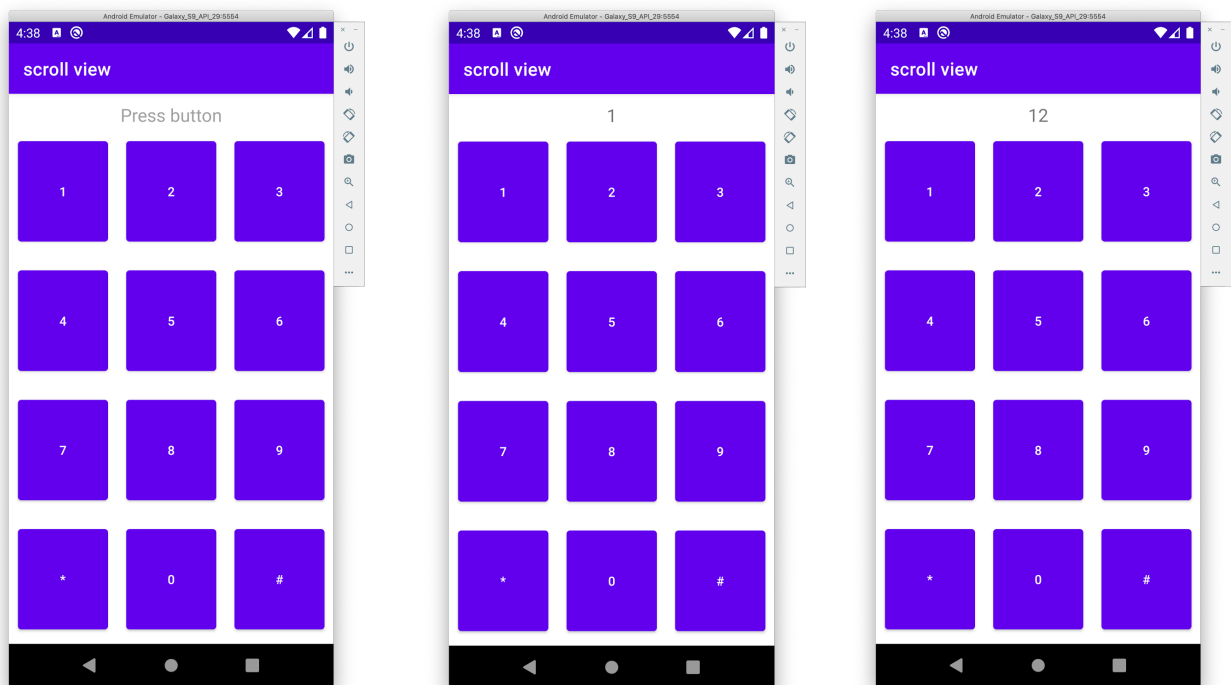 Android Emulator - Galaxy_S9_API_29:5554
4:38
scroll view
Press button
1 2 3
4 5 6
7 8 9
* 0 #
Android Emulator - Galaxy_S9_API_29:5554
4:38
scroll view
1
1 2 3
4 5 6
7 8 9
* 0 #
Android Emulator - Galaxy_S9_API_29:5554
4:38
scroll view
12
1 2 3
4 5 6
7 8 9
* 0 #